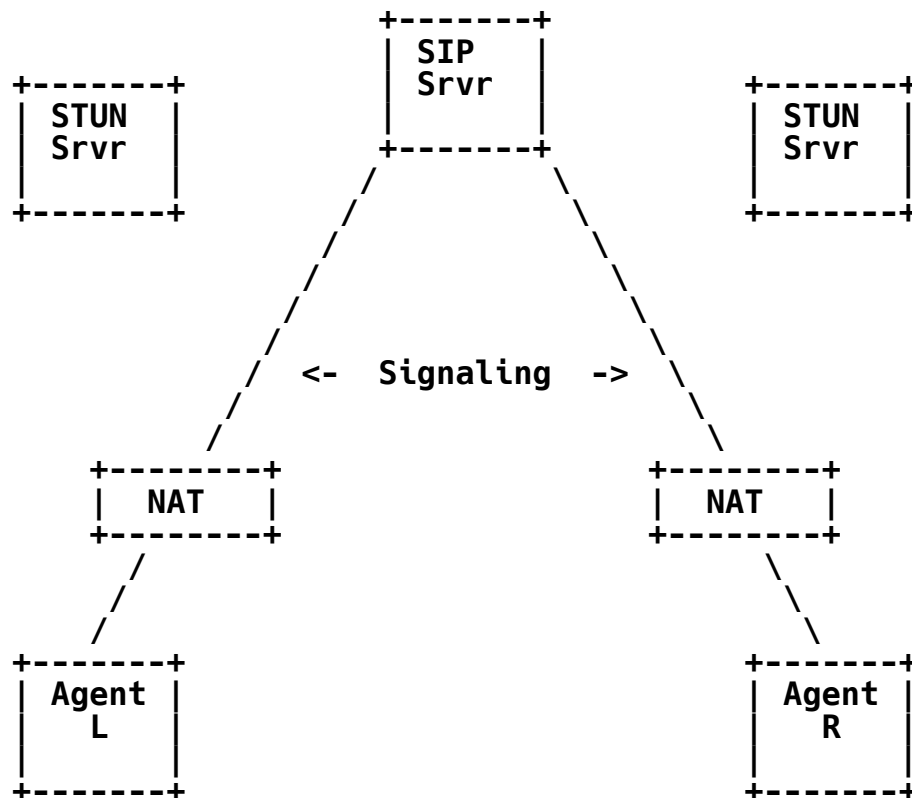 SIP
Srvr
STUN
Srvr
STUN
Srvr
<- Signaling ->
NAT
NAT
Agent
L
Agent
R